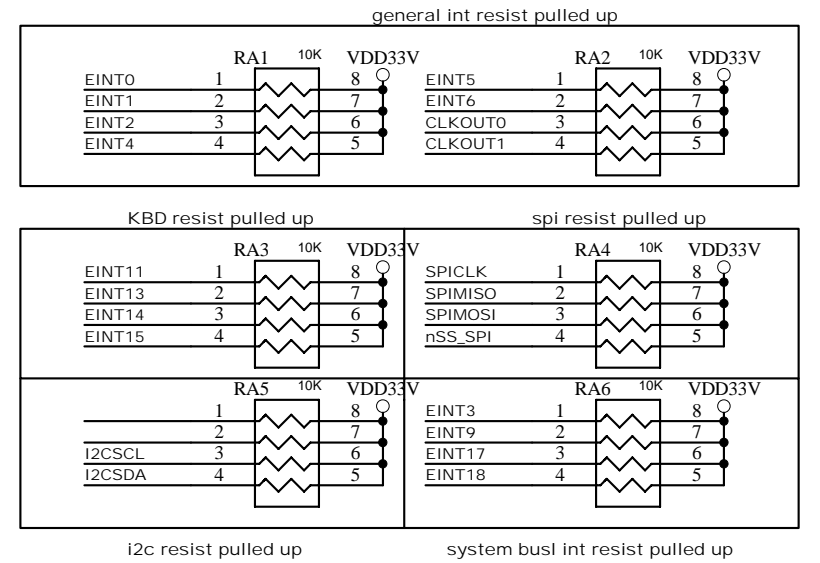 general int resist pulled up
RA1 10K VDD33V RA2 10K VDD33V
EINT0 1 8 EINT5 1 8
EINT1 2 7 EINT6 2 7
EINT2 3 6 CLKOUT0 3 6
EINT4 4 5 CLKOUT1 4 5
KBD resist pulled up spi resist pulled up
RA3 10K VDD33V RA4 10K VDD33V
EINT11 1 8 SPICLK 1 8
EINT13 2 7 SPIMISO 2 7
EINT14 3 6 SPIMOSI 3 6
EINT15 4 5 nSS_SPI 4 5
RA5 10K VDD33V RA6 10K VDD33V
1 8 EINT3 1 8
2 7 EINT9 2 7
I2CSCL 3 6 EINT17 3 6
I2CSDA 4 5 EINT18 4 5
i2c resist pulled up system busl int resist pulled up